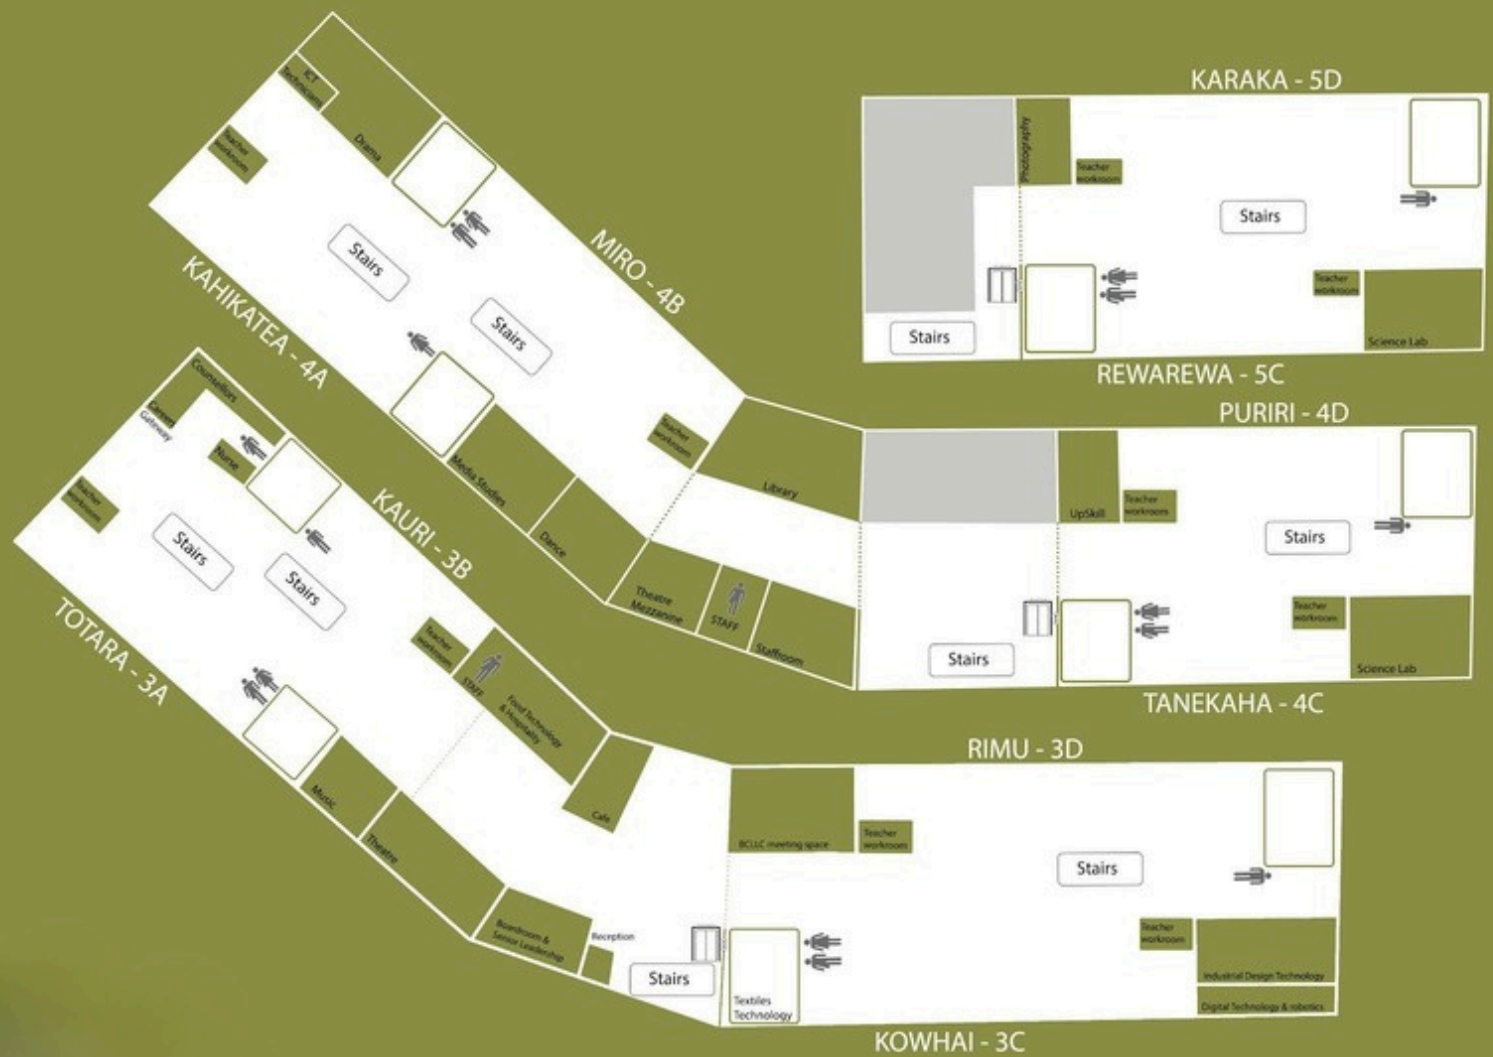 KARAKA - 5D
Photography
Teacher
workroom
Stairs
Teacher
workroom
Stairs
Science Lab
REWAREWA - 5C
ICT
Technicians
Drama
Teacher
workroom
Stairs
MIRO - 4B
KAHIKATEA - 4A
Stairs
Teacher
workroom
Library
Media Studies
Dance
Theatre
Mezzanine
STAFF
Staffroom
PURIRI - 4D
UpSkill
Teacher
workroom
Stairs
Teacher
workroom
Stairs
Science Lab
TANEKAHA - 4C
Counsellors
Careers
Gateway
Nurse
Teacher
workroom
KAURI - 3B
Stairs
Stairs
TOTARA - 3A
Teacher
workroom
STAFF
Food Technology
& Hospitality
Cafe
Music
Theatre
Boardroom &
Senior Leadership
Reception
Stairs
RIMU - 3D
BCLLC meeting space
Teacher
workroom
Stairs
Teacher
workroom
Industrial Design Technology
Digital Technology & robotics
Textiles
Technology
KOWHAI - 3C